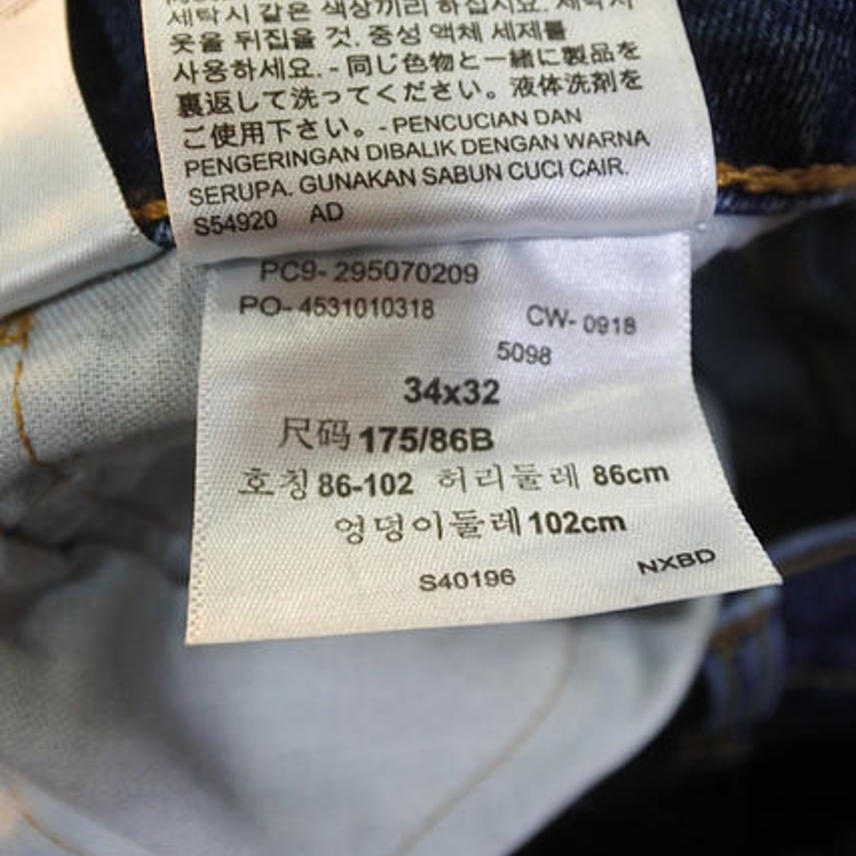 세탁시 같은 색상끼리 하십시요. 세탁시
옷을 뒤집을 것. 중성 액체 세제를
사용하세요. - 同じ色物と一緒に製品を
裏返して洗ってください。液体洗剤を
ご使用下さい。- PENCUCIAN DAN
PENGERINGAN DIBALIK DENGAN WARNA
SERUPA. GUNAKAN SABUN CUCI CAIR.
S54920 AD
PC9- 295070209
PO- 4531010318 CW- 0918
5098
34x32
尺码 175/86B
호칭 86-102 허리둘레 86cm
엉덩이둘레 102cm
S40196 NXBD